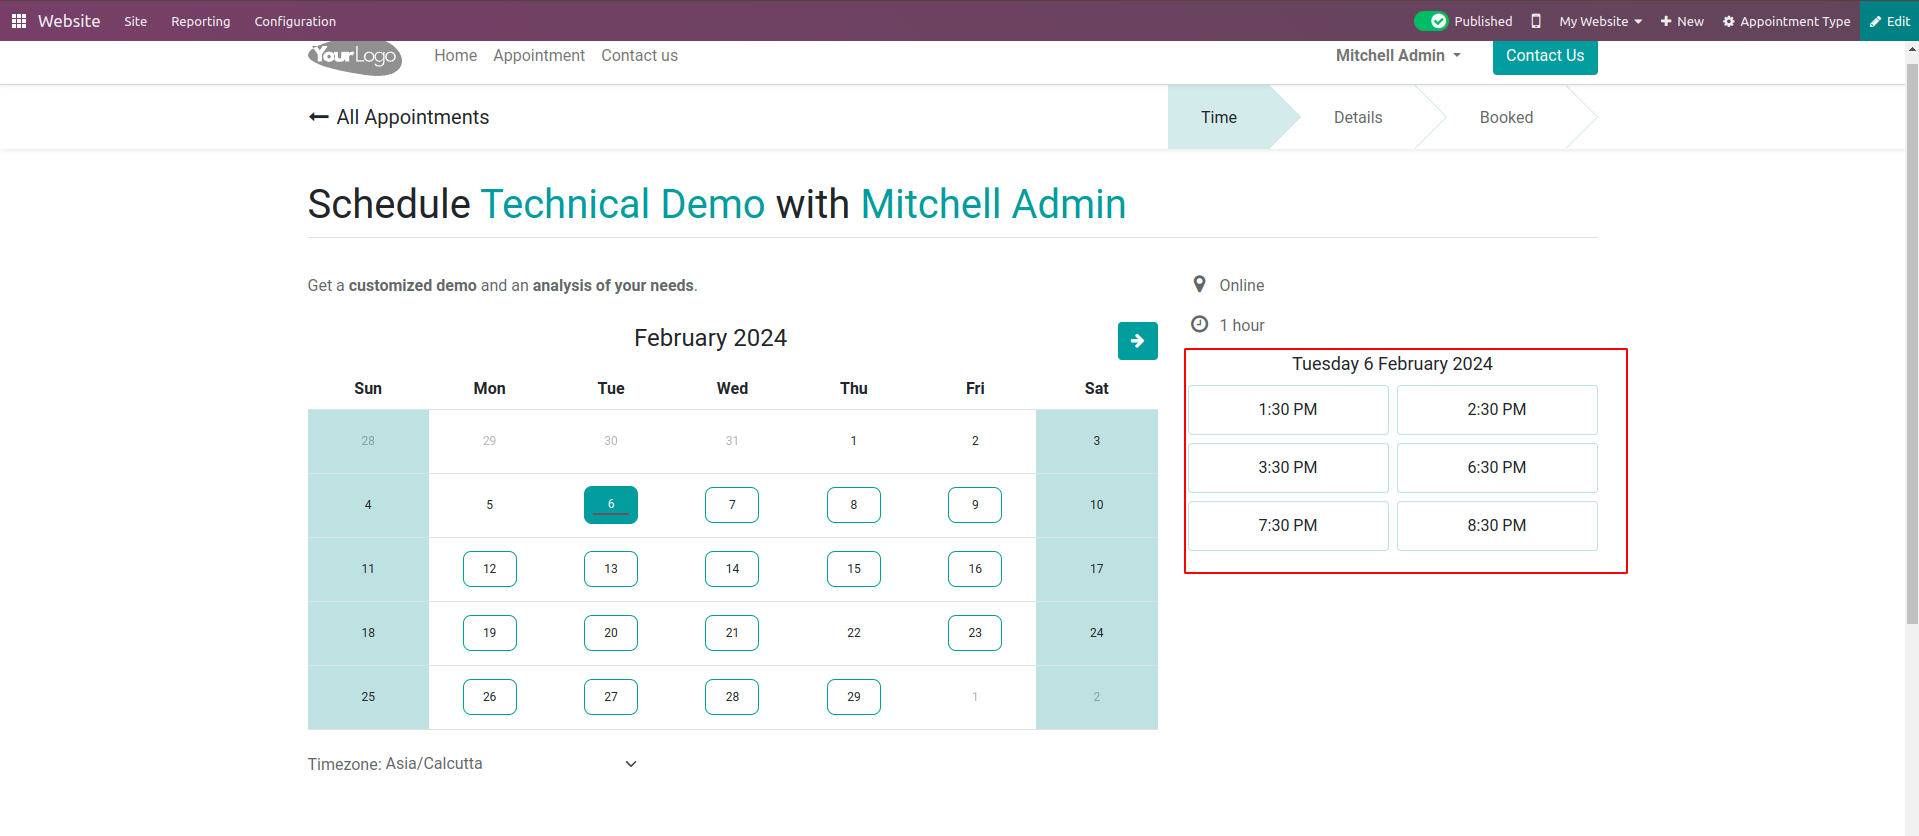 Website Site Reporting Configuration Published My Website New Appointment Type Edit
YourLogo Home Appointment Contact us Mitchell Admin Contact Us
All Appointments Time Details Booked
Schedule Technical Demo with Mitchell Admin
Get a customized demo and an analysis of your needs.
February 2024
Sun Mon Tue Wed Thu Fri Sat
28 29 30 31 1 2 3
4 5 6 7 8 9 10
11 12 13 14 15 16 17
18 19 20 21 22 23 24
25 26 27 28 29 1 2
Timezone: Asia/Calcutta
Online
1 hour
Tuesday 6 February 2024
1:30 PM 2:30 PM
3:30 PM 6:30 PM
7:30 PM 8:30 PM